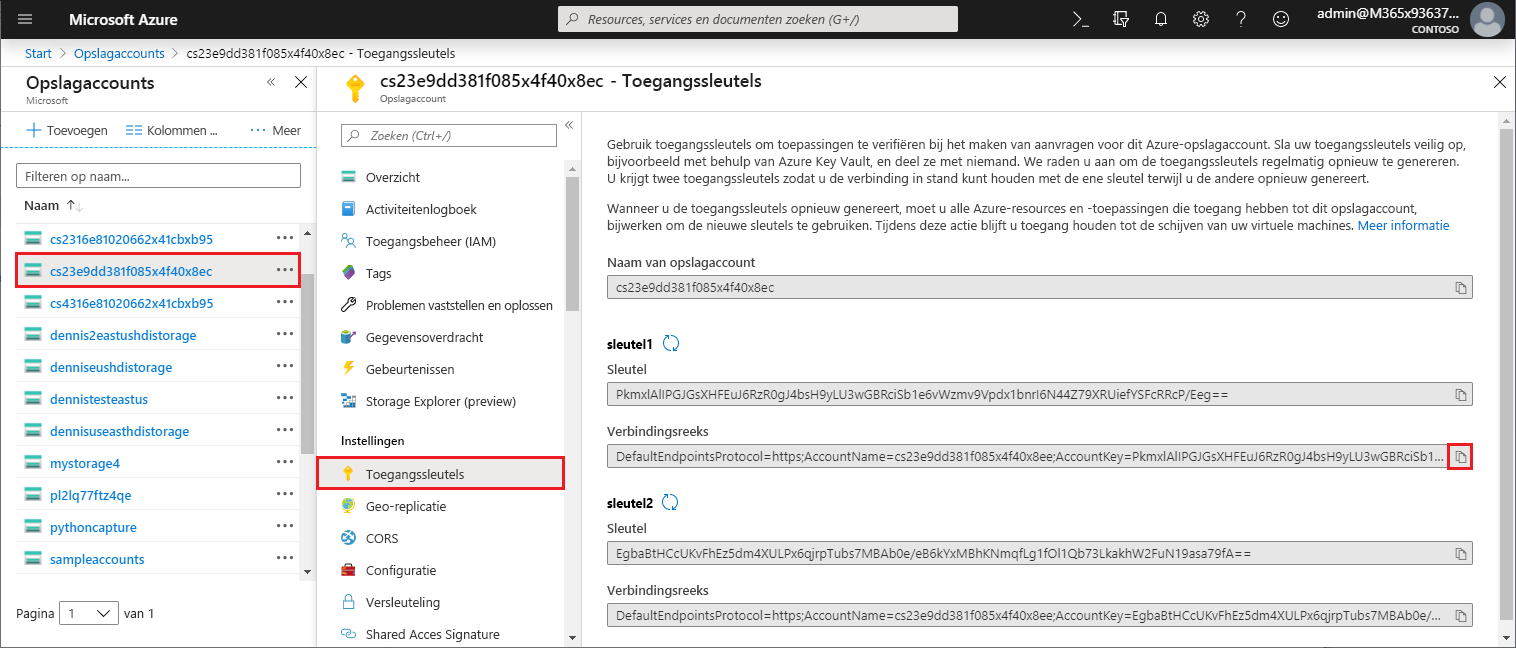 Microsoft Azure
Resources, services en documenten zoeken (G+/)
admin@M365x93637...
CONTOSO
Start > Opslagaccounts > cs23e9dd381f085x4f40x8ec - Toegangssleutels
Opslagaccounts
Microsoft
Toevoegen
Kolommen ...
Meer
Filteren op naam...
Naam
cs2316e81020662x41cbxb95
cs23e9dd381f085x4f40x8ec
cs4316e81020662x41cbxb95
dennis2eastushdistorage
denniseushdistorage
dennistesteastus
dennisuseasthdistorage
mystorage4
pl2lq77ftz4qe
pythoncapture
sampleaccounts
Pagina 1 van 1
cs23e9dd381f085x4f40x8ec - Toegangssleutels
Opslagaccount
Zoeken (Ctrl+/)
Overzicht
Activiteitenlogboek
Toegangsbeheer (IAM)
Tags
Problemen vaststellen en oplossen
Gegevensoverdracht
Gebeurtenissen
Storage Explorer (preview)
Instellingen
Toegangssleutels
Geo-replicatie
CORS
Configuratie
Versleuteling
Shared Acces Signature
Gebruik toegangssleutels om toepassingen te verifiëren bij het maken van aanvragen voor dit Azure-opslagaccount. Sla uw toegangssleutels veilig op,
bijvoorbeeld met behulp van Azure Key Vault, en deel ze met niemand. We raden u aan om de toegangssleutels regelmatig opnieuw te genereren.
U krijgt twee toegangssleutels zodat u de verbinding in stand kunt houden met de ene sleutel terwijl u de andere opnieuw genereert.
Wanneer u de toegangssleutels opnieuw genereert, moet u alle Azure-resources en -toepassingen die toegang hebben tot dit opslagaccount,
bijwerken om de nieuwe sleutels te gebruiken. Tijdens deze actie blijft u toegang houden tot de schijven van uw virtuele machines. Meer informatie
Naam van opslagaccount
cs23e9dd381f085x4f40x8ec
sleutel1
Sleutel
PkmxlAlIPGJGsXHFEuJ6RzR0gJ4bsH9yLU3wGBRciSb1e6vWzmv9Vpdx1bnrI6N44Z79XRUiefYSFcRRcP/Eeg==
Verbindingsreeks
DefaultEndpointsProtocol=https;AccountName=cs23e9dd381f085x4f40x8ee;AccountKey=PkmxlAlIPGJGsXHFEuJ6RzR0gJ4bsH9yLU3wGBRciSb1...
sleutel2
Sleutel
EgbaBtHCcUKvFhEz5dm4XULPx6qjrpTubs7MBAb0e/eB6kYxMBhKNmqfLg1fOl1Qb73LkakhW2FuN19asa79fA==
Verbindingsreeks
DefaultEndpointsProtocol=https;AccountName=cs23e9dd381f085x4f40x8ee;AccountKey=EgbaBtHCcUKvFhEz5dm4XULPx6qjrpTubs7MBAb0e/...